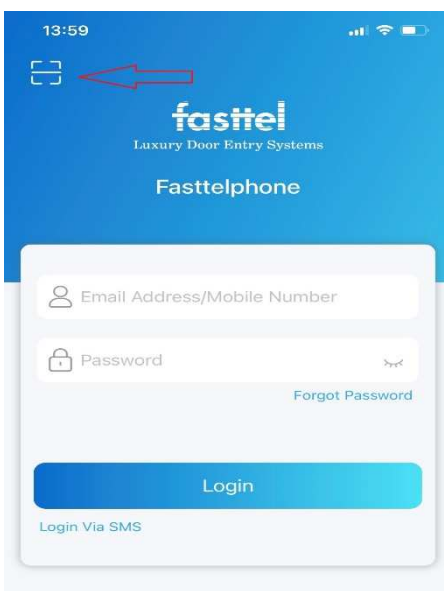 13:59
fasttel
Luxury Door Entry Systems
Fasttelphone
Email Address/Mobile Number
Password
Forgot Password
Login
Login Via SMS